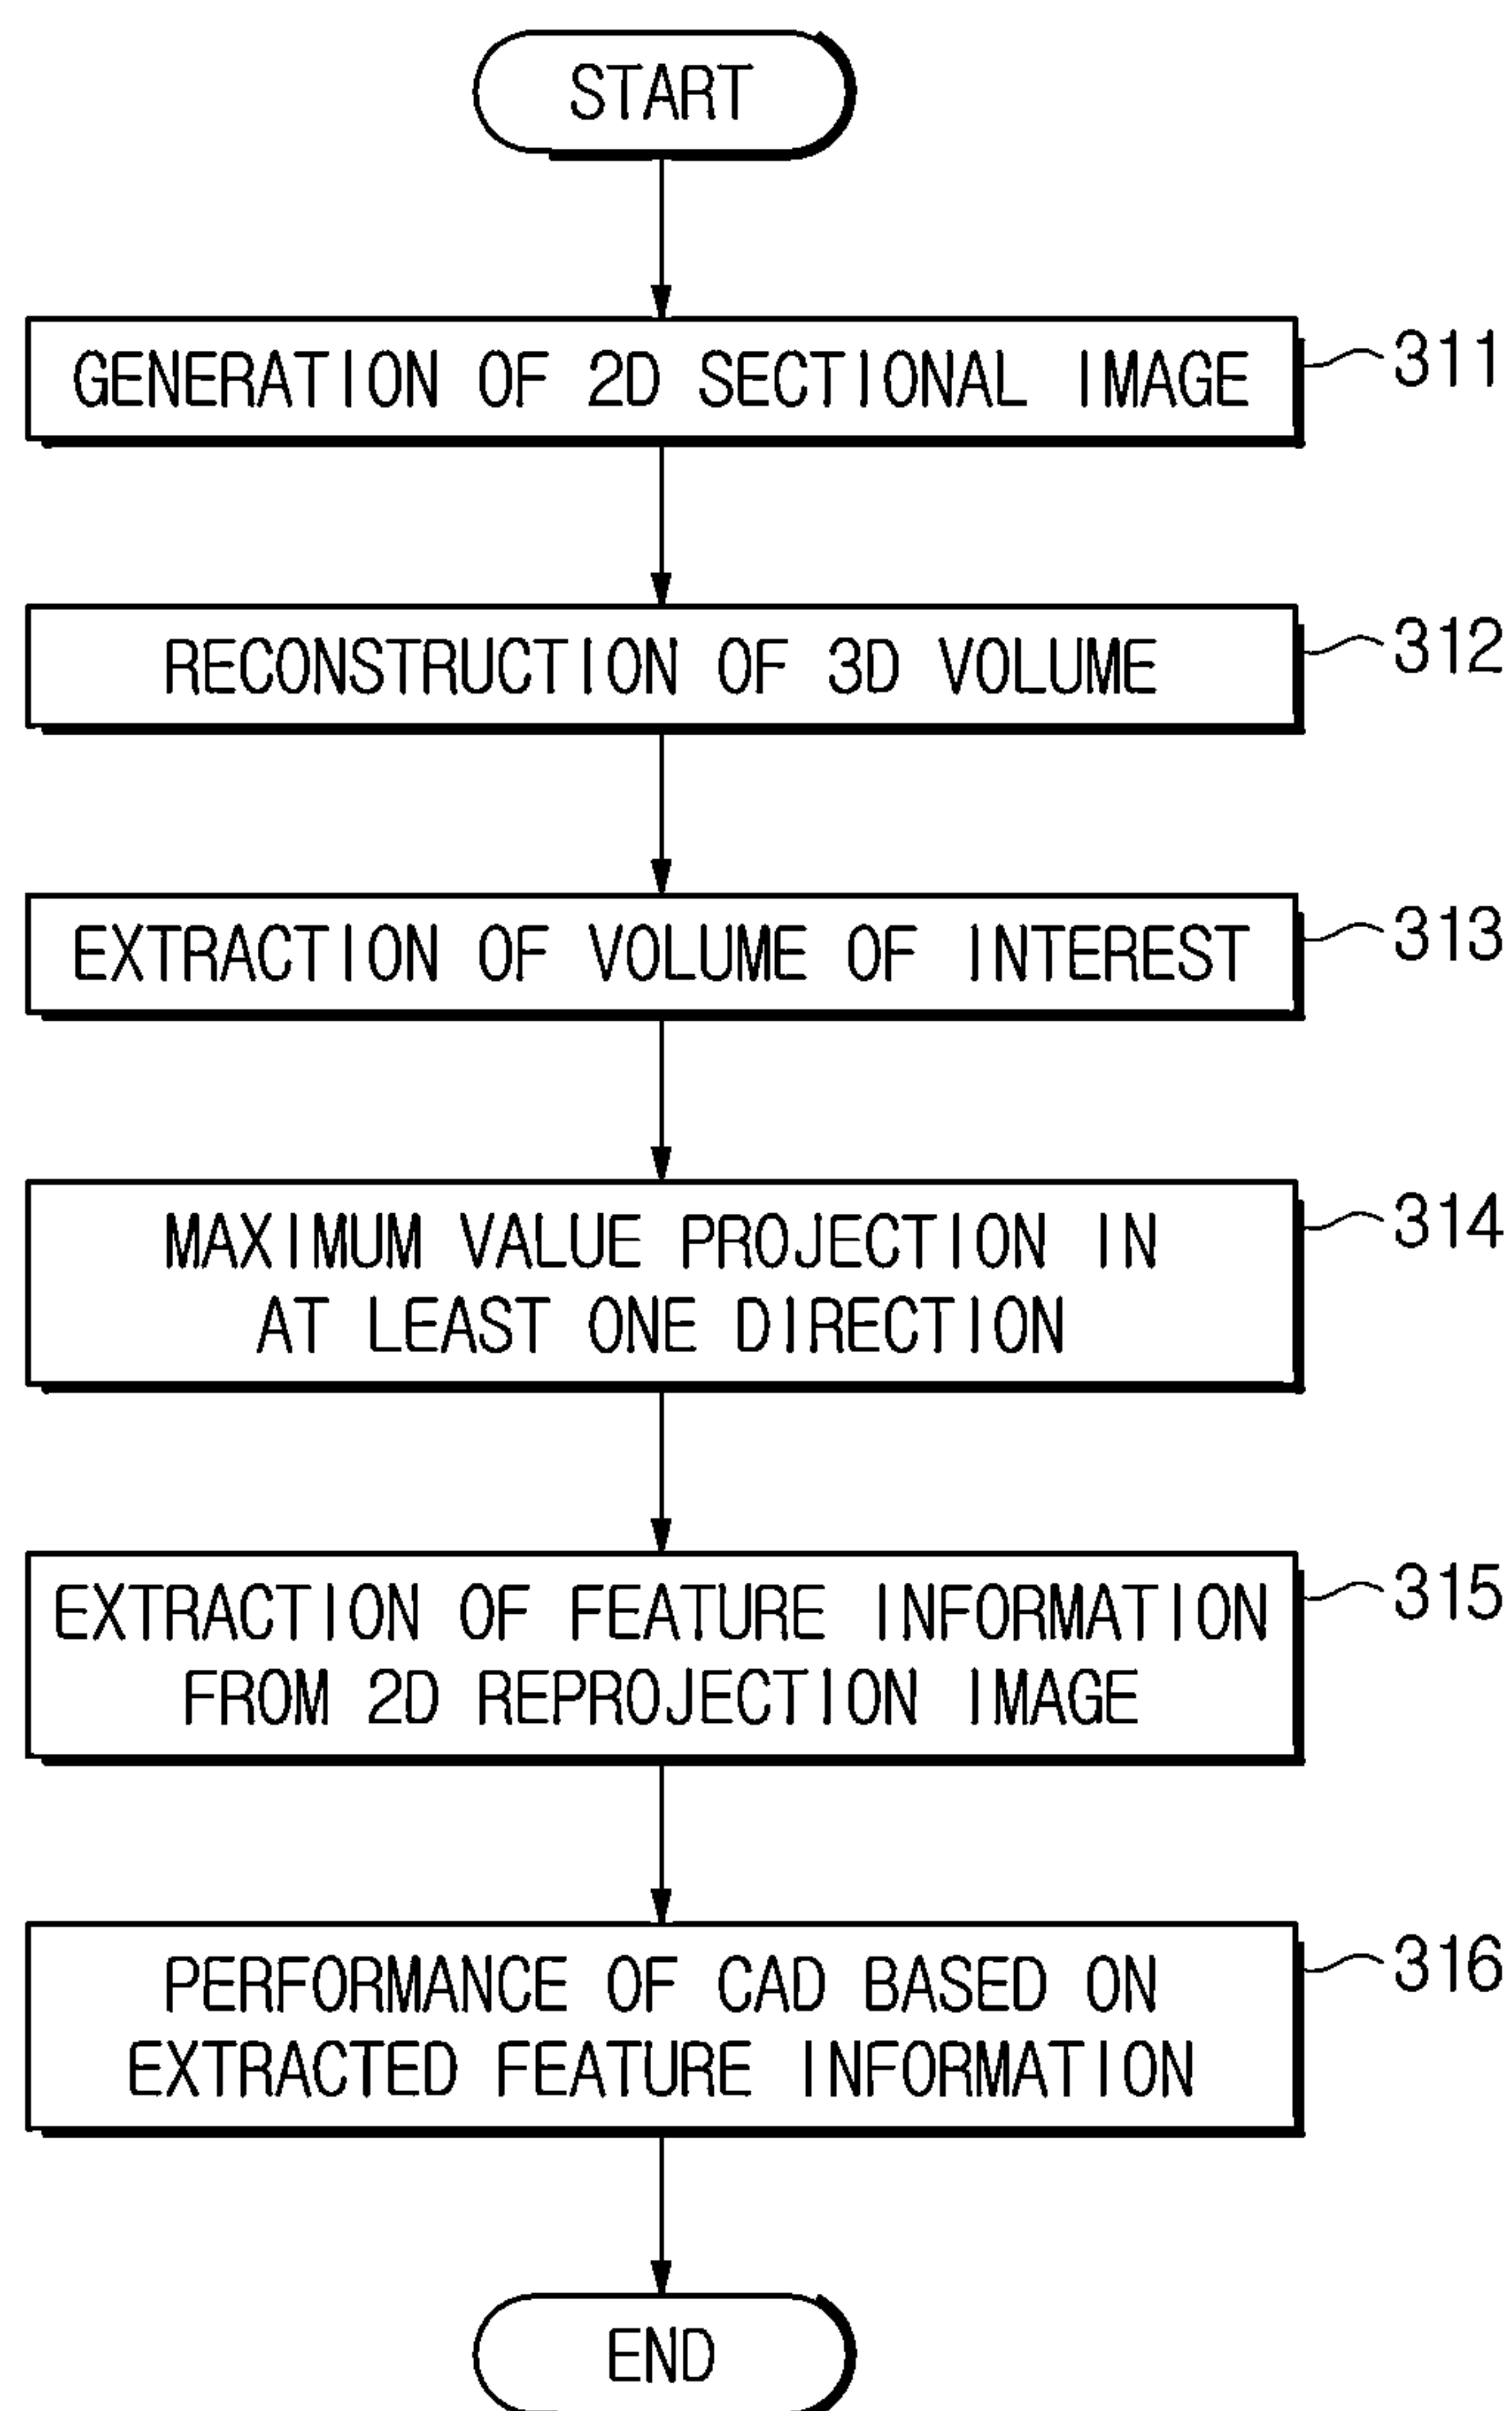 START
GENERATION OF 2D SECTIONAL IMAGE
311
RECONSTRUCTION OF 3D VOLUME
312
EXTRACTION OF VOLUME OF INTEREST
313
MAXIMUM VALUE PROJECTION IN
AT LEAST ONE DIRECTION
314
EXTRACTION OF FEATURE INFORMATION
FROM 2D REPROJECTION IMAGE
315
PERFORMANCE OF CAD BASED ON
EXTRACTED FEATURE INFORMATION
316
END